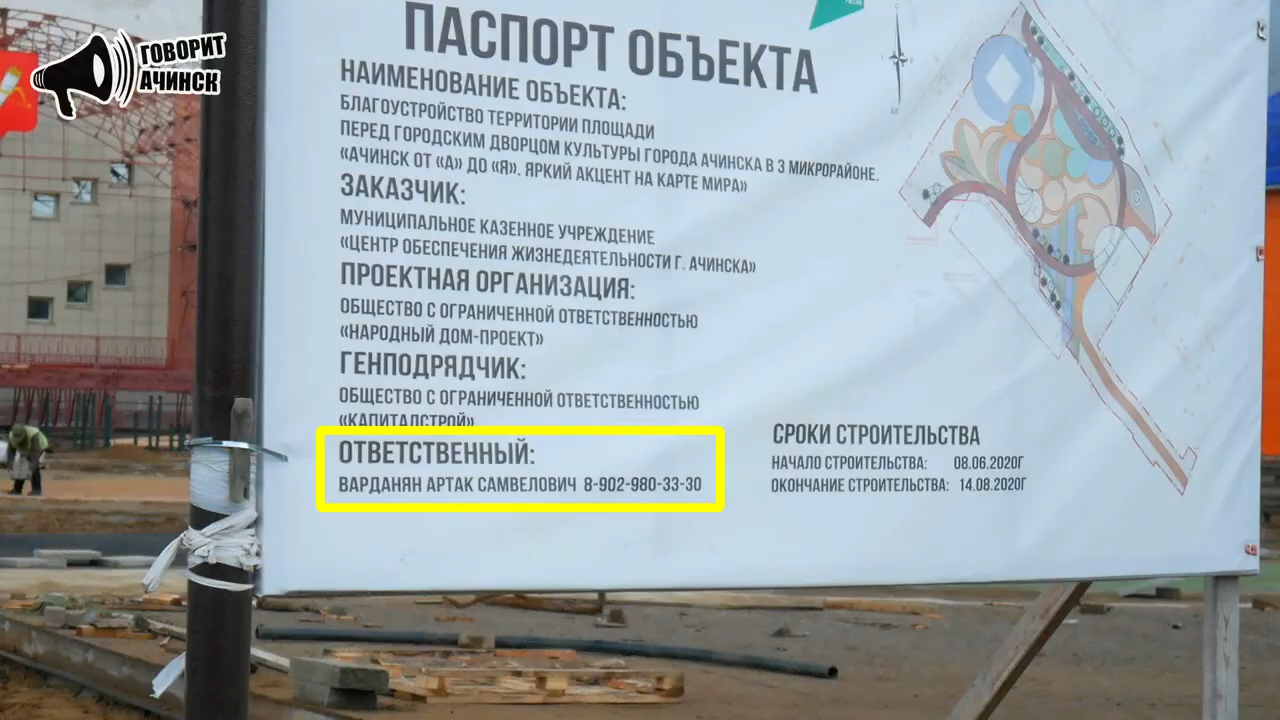 ГОВОРИТ
АЧИНСК
ПАСПОРТ ОБЪЕКТА
НАИМЕНОВАНИЕ ОБЪЕКТА:
БЛАГОУСТРОЙСТВО ТЕРРИТОРИИ ПЛОЩАДИ
ПЕРЕД ГОРОДСКИМ ДВОРЦОМ КУЛЬТУРЫ ГОРОДА АЧИНСКА В 3 МИКРОРАЙОНЕ.
«АЧИНСК ОТ «А» ДО «Я». ЯРКИЙ АКЦЕНТ НА КАРТЕ МИРА»
ЗАКАЗЧИК:
МУНИЦИПАЛЬНОЕ КАЗЕННОЕ УЧРЕЖДЕНИЕ
«ЦЕНТР ОБЕСПЕЧЕНИЯ ЖИЗНЕДЕЯТЕЛЬНОСТИ Г. АЧИНСКА»
ПРОЕКТНАЯ ОРГАНИЗАЦИЯ:
ОБЩЕСТВО С ОГРАНИЧЕННОЙ ОТВЕТСТВЕННОСТЬЮ
«НАРОДНЫЙ ДОМ-ПРОЕКТ»
ГЕНПОДРЯДЧИК:
ОБЩЕСТВО С ОГРАНИЧЕННОЙ ОТВЕТСТВЕННОСТЬЮ
«КАПИТАЛСТРОЙ»
ОТВЕТСТВЕННЫЙ:
ВАРДАНЯН АРТАК САМВЕЛОВИЧ 8-902-980-33-30
СРОКИ СТРОИТЕЛЬСТВА
НАЧАЛО СТРОИТЕЛЬСТВА: 08.06.2020Г
ОКОНЧАНИЕ СТРОИТЕЛЬСТВА: 14.08.2020Г